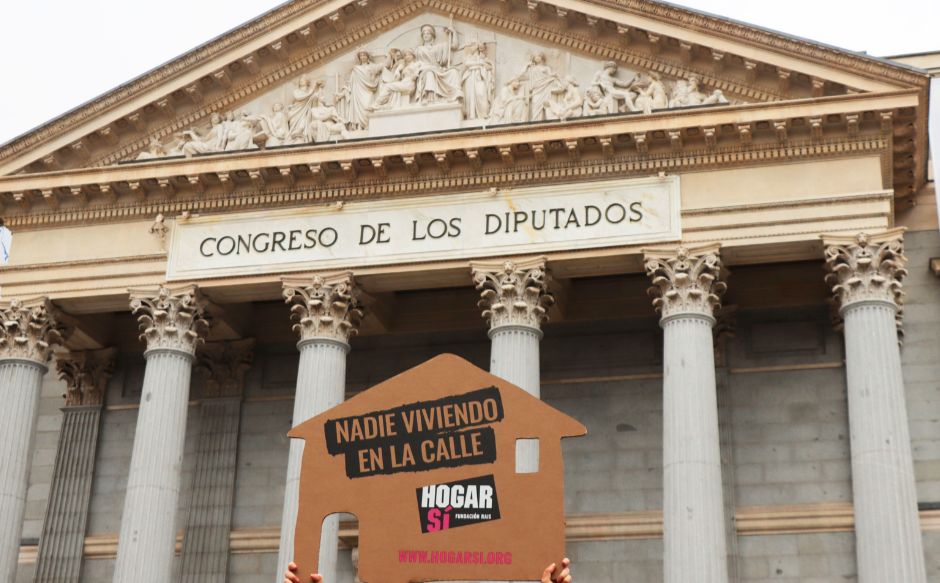 CONGRESO DE LOS DIPUTADOS
NADIE VIVIENDO
EN LA CALLE
HOGAR
SÍ FUNDACIÓN RAIS
WWW.HOGARSI.ORG